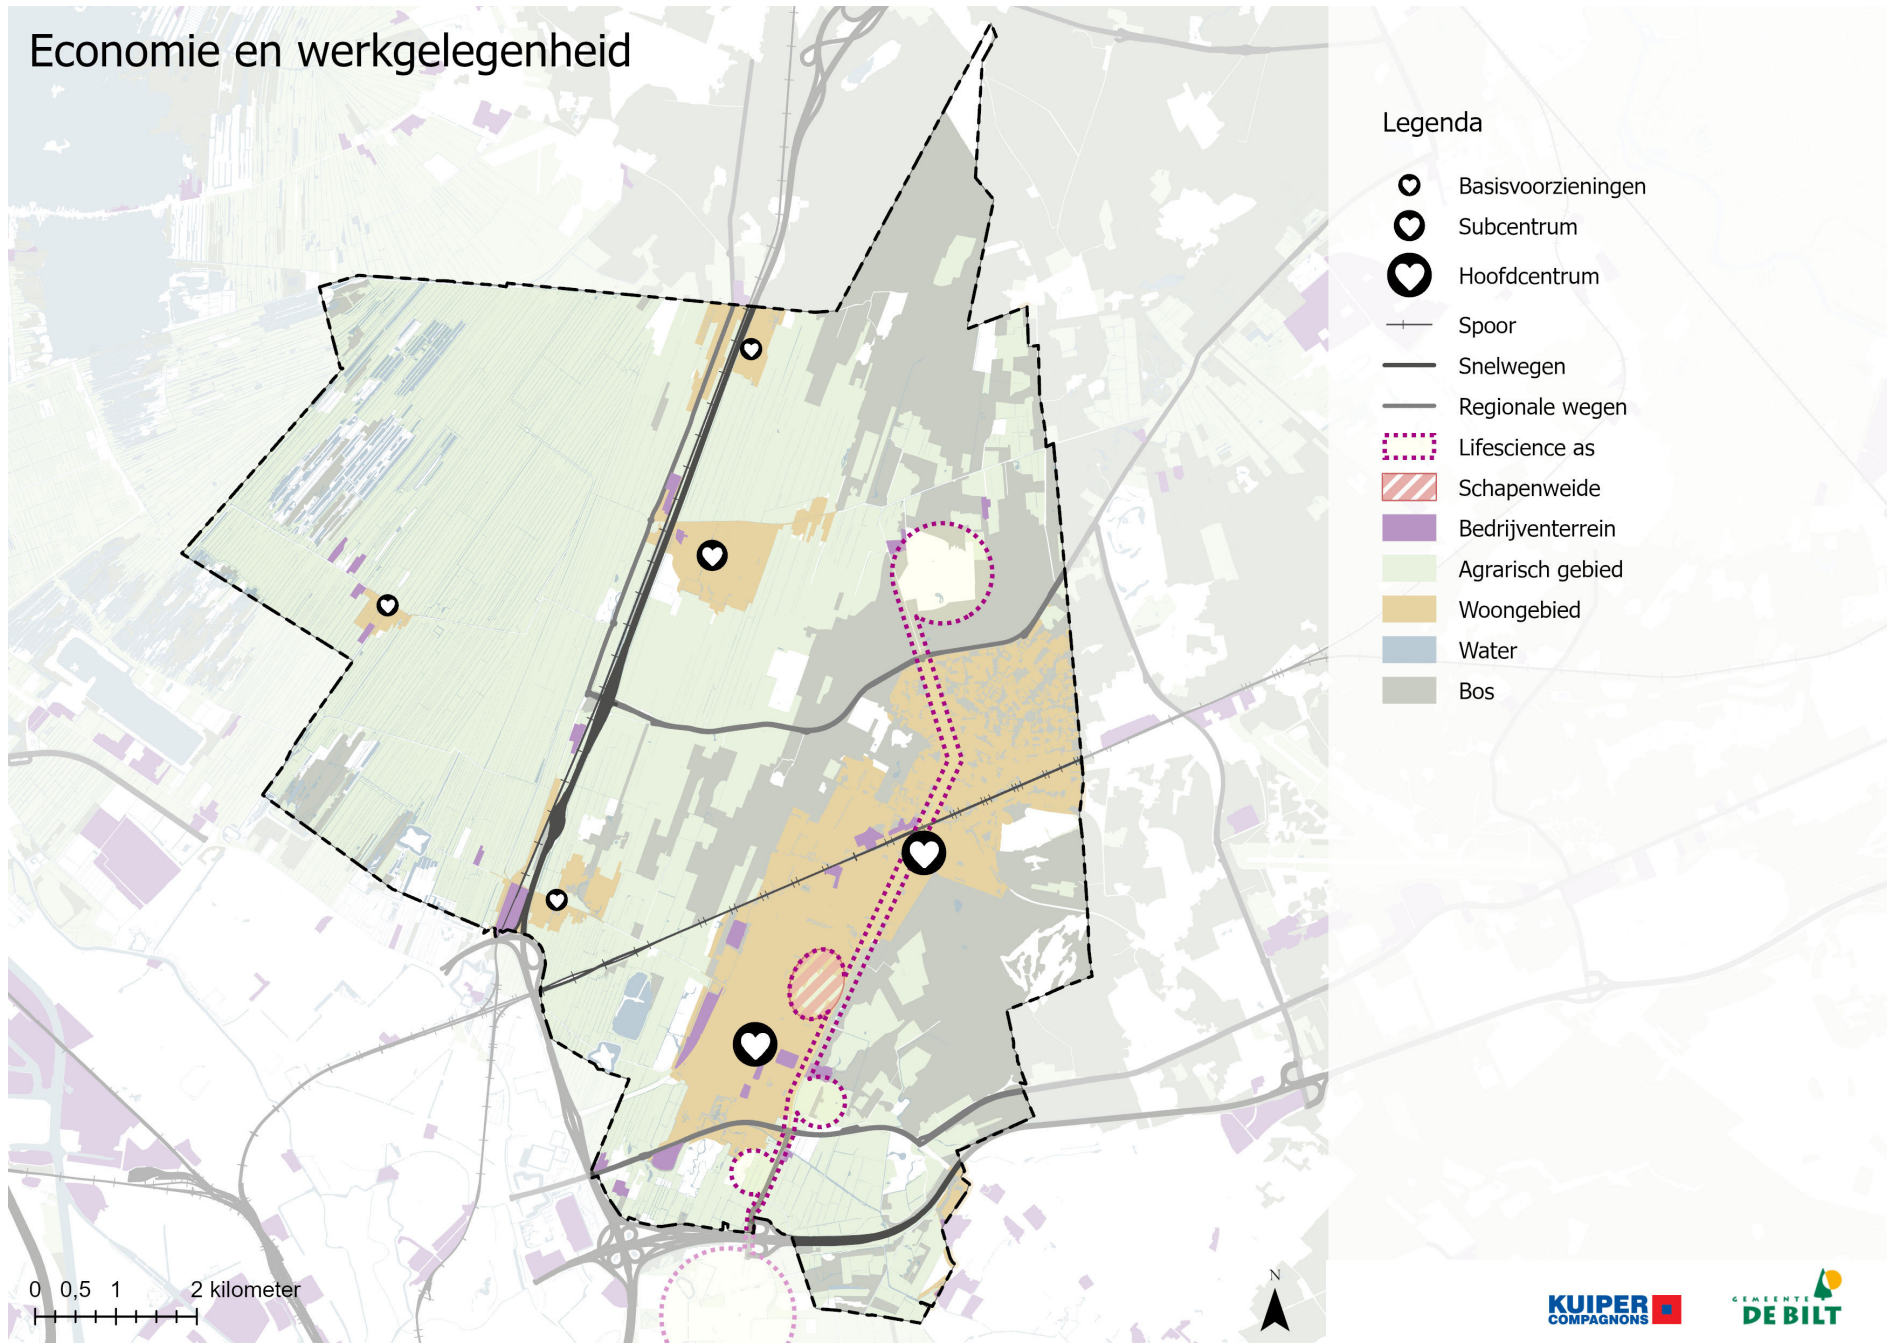 Economie en werkgelegenheid
Legenda
Basisvoorzieningen
Subcentrum
Hoofdcentrum
Spoor
Snelwegen
Regionale wegen
Lifescience as
Schapenweide
Bedrijventerrein
Agrarisch gebied
Woongebied
Water
Bos
0 0,5 1 2 kilometer
N
KUIPER
COMPAGNONS
GEMEENTE
DE BILT